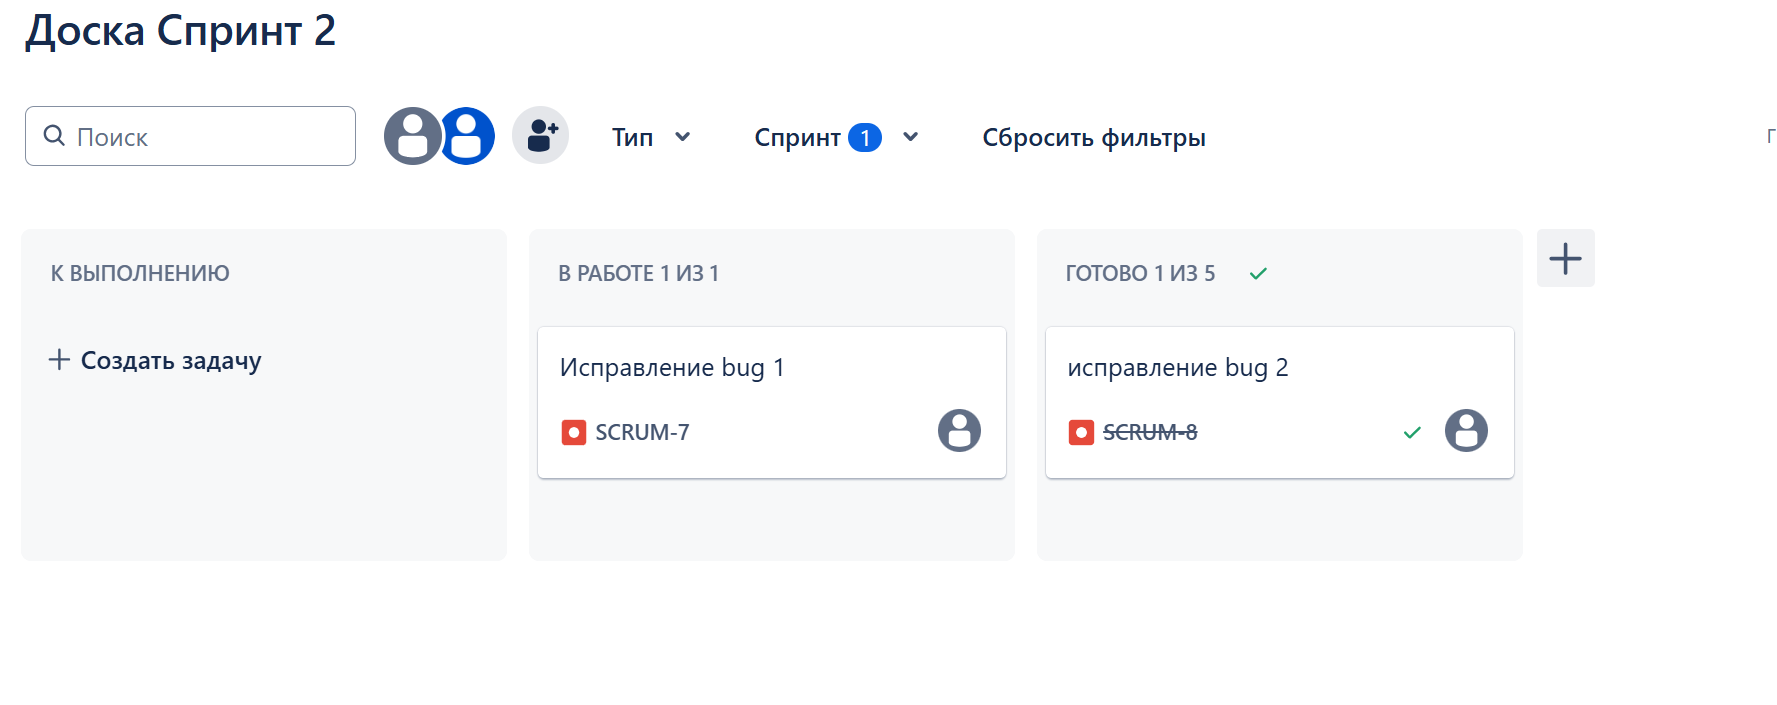 Доска Спринт 2
Поиск
Тип
Спринт 1
Сбросить фильтры
К ВЫПОЛНЕНИЮ
Создать задачу
В РАБОТЕ 1 ИЗ 1
Исправление bug 1
SCRUM-7
ГОТОВО 1 ИЗ 5
исправление bug 2
SCRUM-8